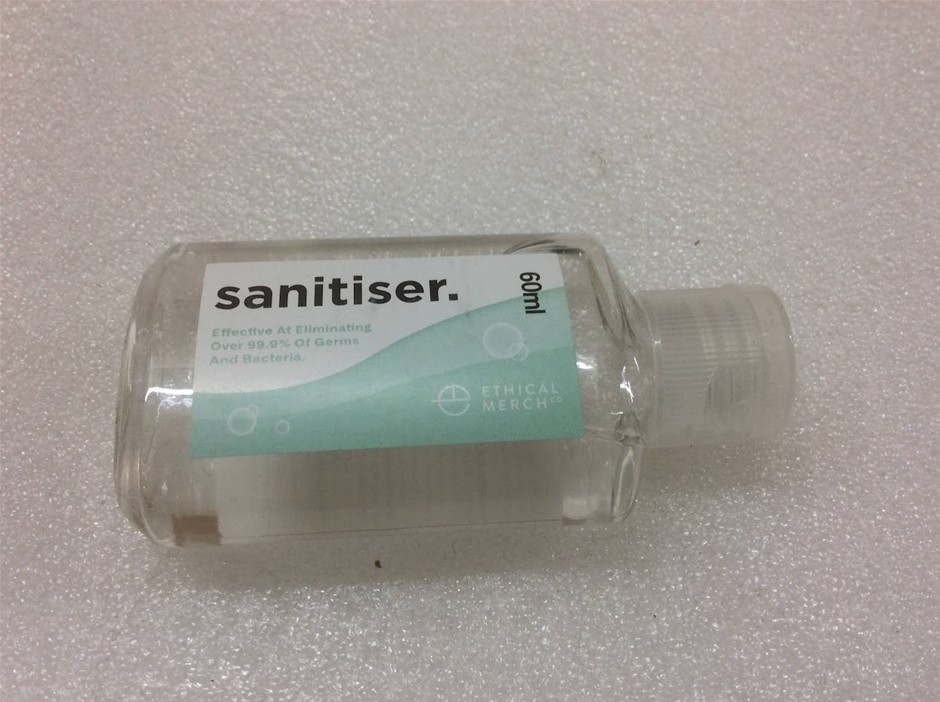 sanitiser.
60ml
Effective At Eliminating
Over 99.9% Of Germs
And Bacteria.
ETHICAL
MERCH CO